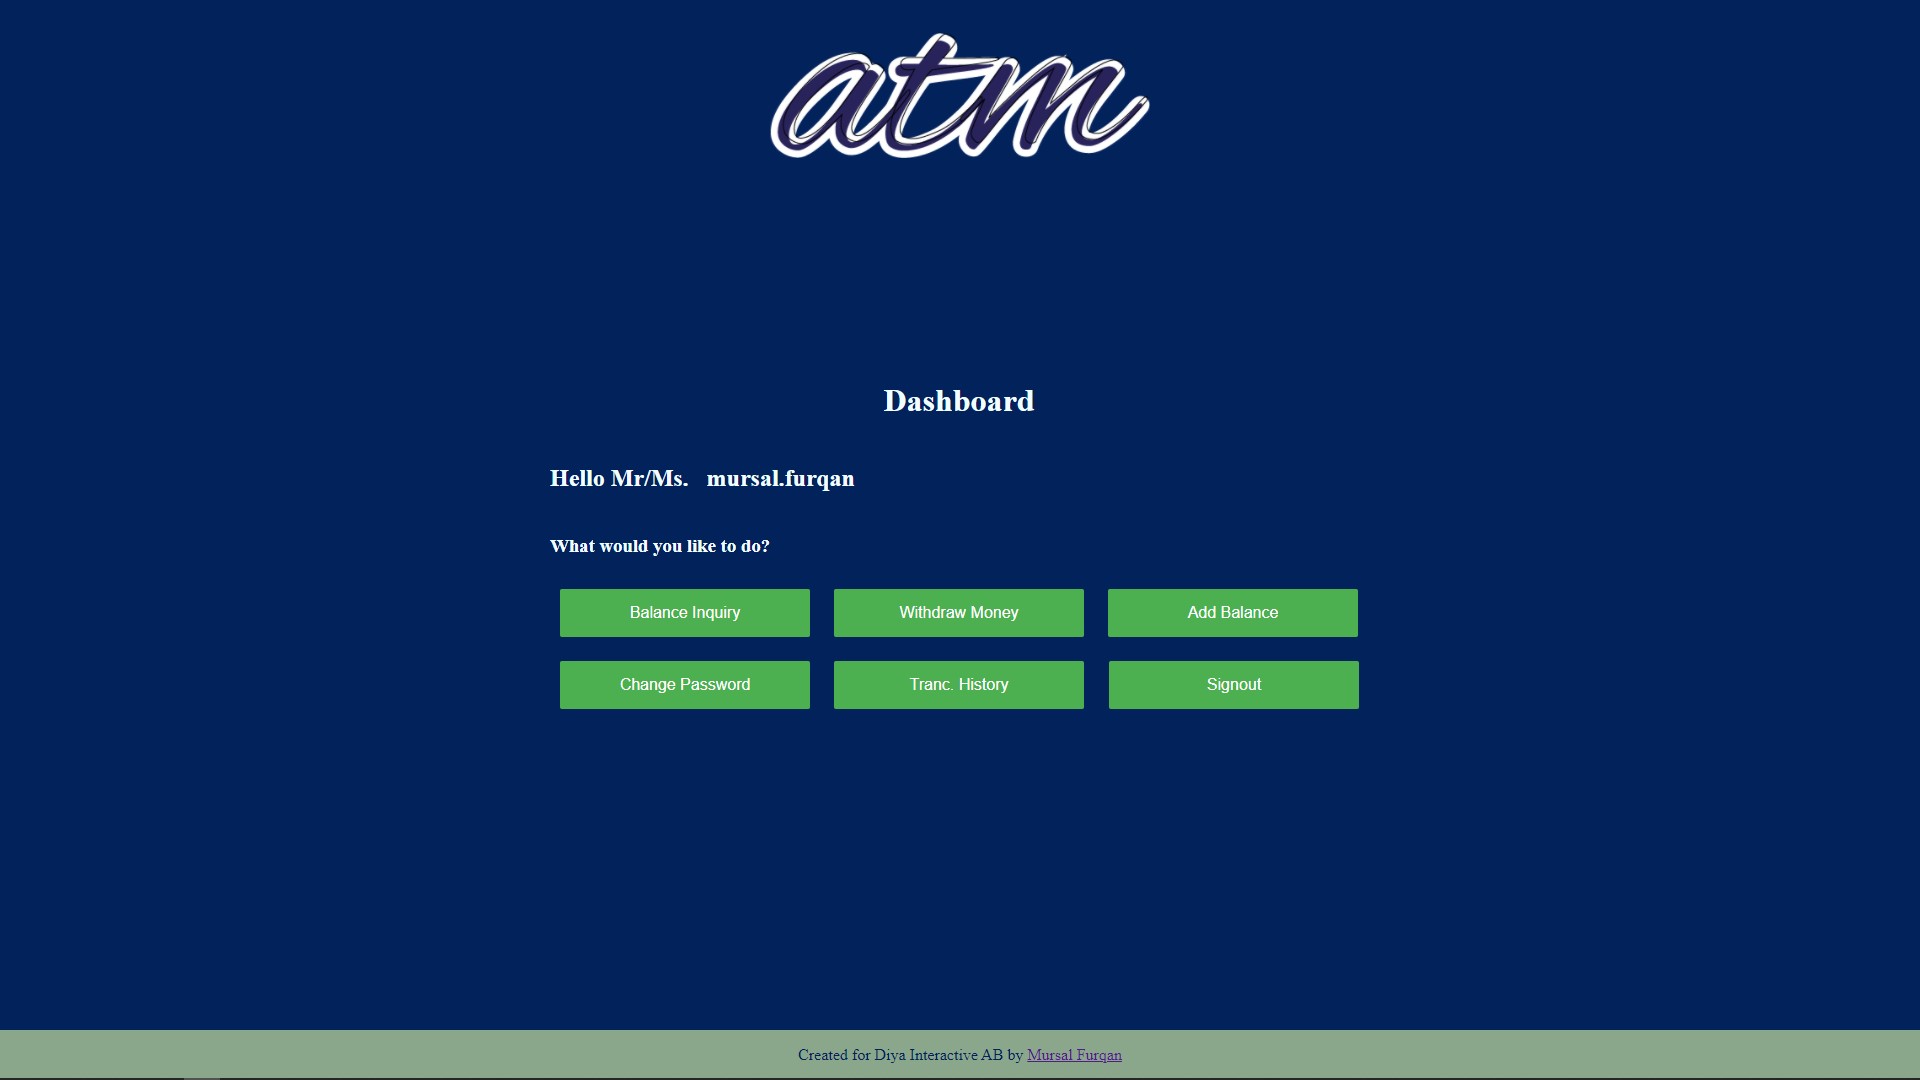 atm
Dashboard
Hello Mr/Ms. mursal.furqan
What would you like to do?
Balance Inquiry
Withdraw Money
Add Balance
Change Password
Tranc. History
Signout
Created for Diya Interactive AB by Mursal Furqan